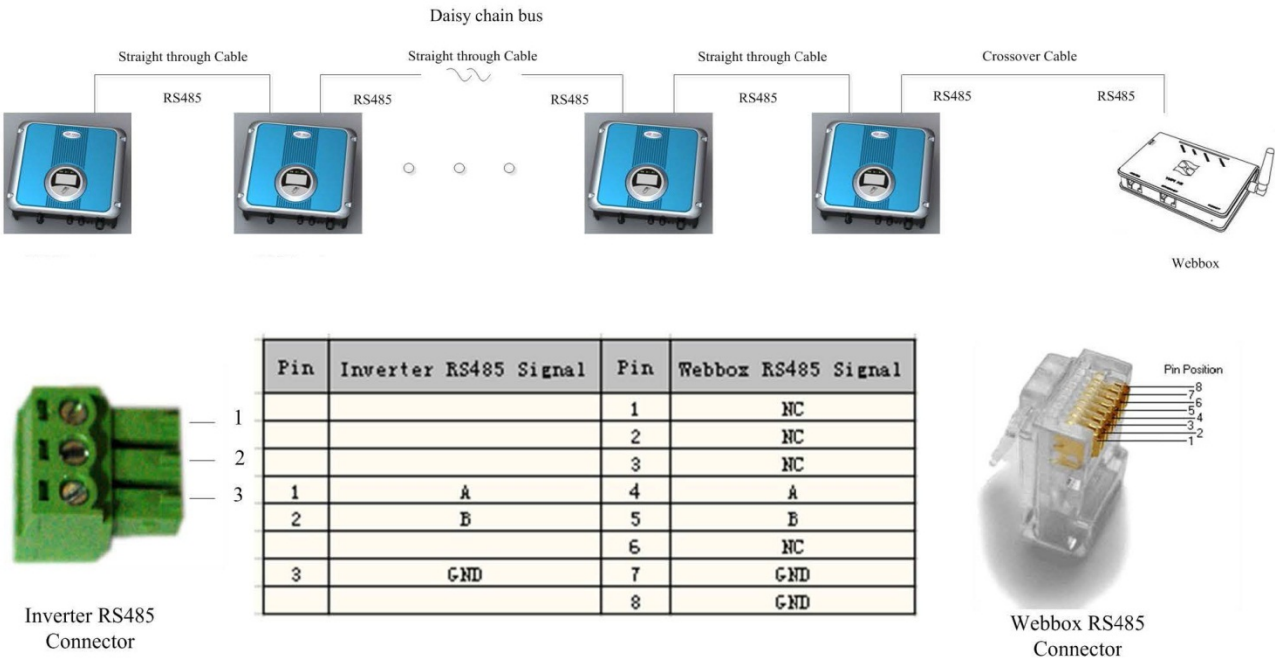 Daisy chain bus
Straight through Cable
Straight through Cable
Straight through Cable
Crossover Cable
RS485
RS485
RS485
RS485
RS485
RS485
Webbox
Pin Inverter RS485 Signal Pin Webbox RS485 Signal
1 NC
2 NC
3 NC
1 A 4 A
2 B 5 B
6 NC
3 GND 7 GND
8 GND
1
2
3
Inverter RS485
Connector
Pin Position
8
7
6
5
4
3
2
1
Webbox RS485
Connector